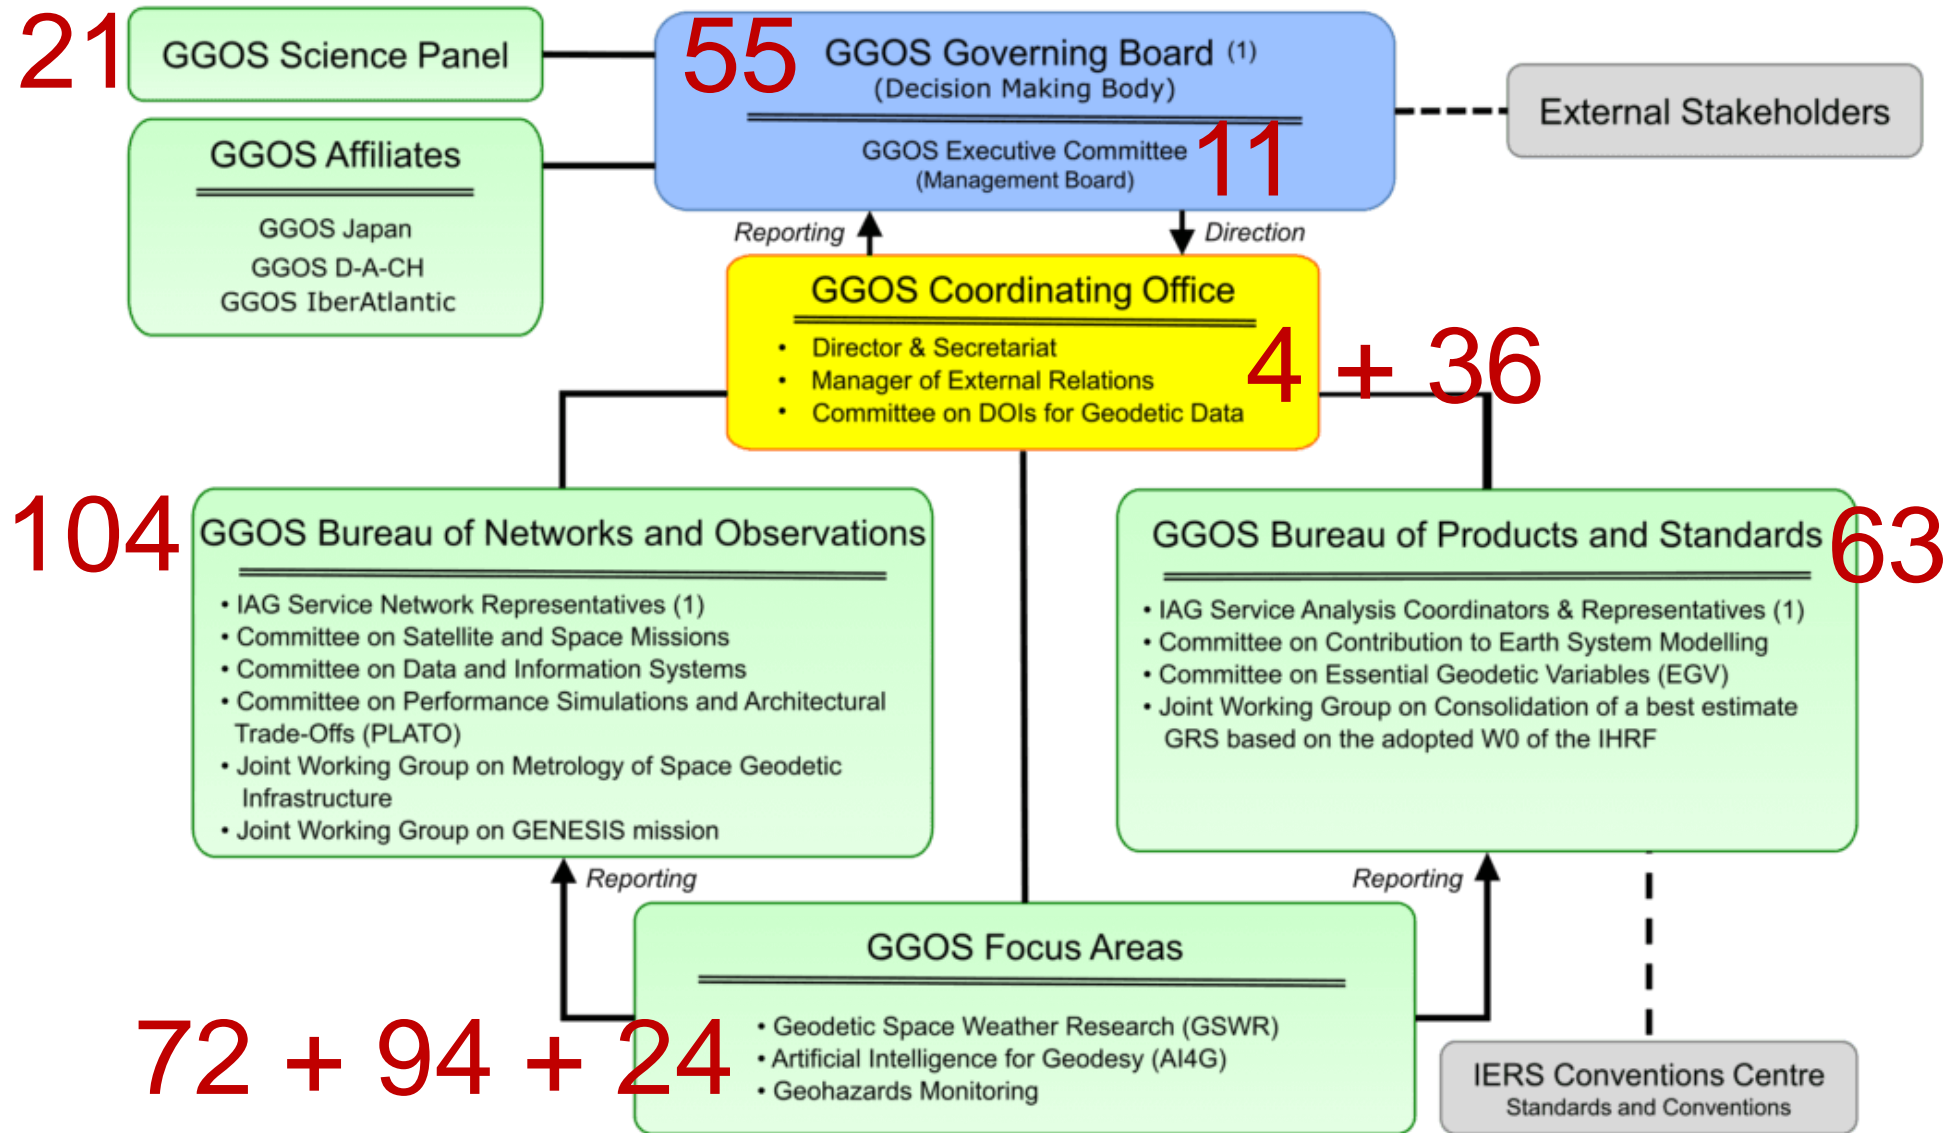 21
GGOS Science Panel
55
GGOS Governing Board (1)
(Decision Making Body)
GGOS Executive Committee
(Management Board)
11
External Stakeholders
GGOS Affiliates
GGOS Japan
GGOS D-A-CH
GGOS IberAtlantic
Reporting
Direction
GGOS Coordinating Office
• Director & Secretariat
• Manager of External Relations
• Committee on DOIs for Geodetic Data
4 + 36
104
GGOS Bureau of Networks and Observations
• IAG Service Network Representatives (1)
• Committee on Satellite and Space Missions
• Committee on Data and Information Systems
• Committee on Performance Simulations and Architectural
Trade-Offs (PLATO)
• Joint Working Group on Metrology of Space Geodetic
Infrastructure
• Joint Working Group on GENESIS mission
GGOS Bureau of Products and Standards
63
• IAG Service Analysis Coordinators & Representatives (1)
• Committee on Contribution to Earth System Modelling
• Committee on Essential Geodetic Variables (EGV)
• Joint Working Group on Consolidation of a best estimate
GRS based on the adopted W0 of the IHRF
Reporting
Reporting
GGOS Focus Areas
72 + 94 + 24
• Geodetic Space Weather Research (GSWR)
• Artificial Intelligence for Geodesy (AI4G)
• Geohazards Monitoring
IERS Conventions Centre
Standards and Conventions